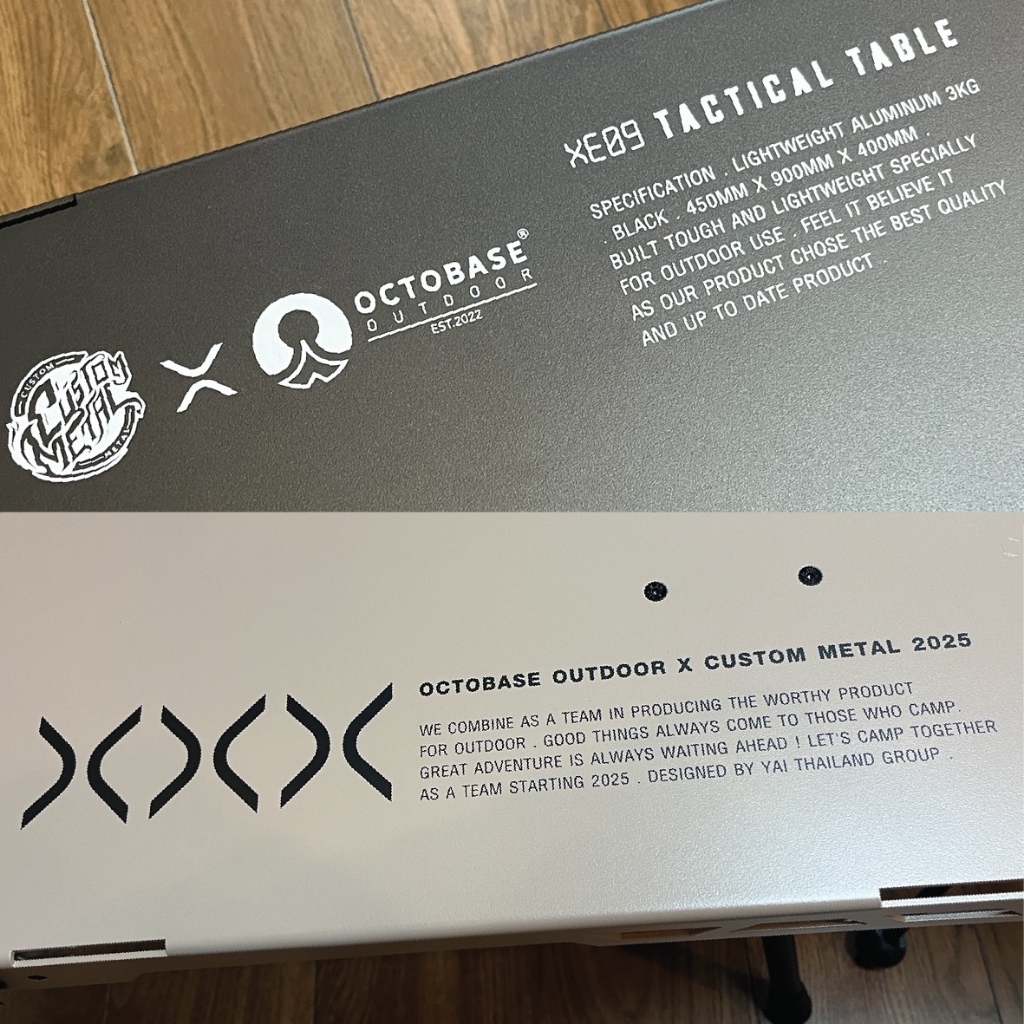 XE09 TACTICAL TABLE
SPECIFICATION . LIGHTWEIGHT ALUMINUM 3KG
. BLACK . 450MM X 900MM X 400MM .
BUILT TOUGH AND LIGHTWEIGHT SPECIALLY
FOR OUTDOOR USE . FEEL IT BELIEVE IT
AS OUR PRODUCT CHOSE THE BEST QUALITY
AND UP TO DATE PRODUCT .
CUSTOM
CUSTOM
METAL
METAL
X
OCTOBASE®
OUTDOOR
EST.2022
OCTOBASE OUTDOOR X CUSTOM METAL 2025
WE COMBINE AS A TEAM IN PRODUCING THE WORTHY PRODUCT
FOR OUTDOOR . GOOD THINGS ALWAYS COME TO THOSE WHO CAMP.
GREAT ADVENTURE IS ALWAYS WAITING AHEAD ! LET'S CAMP TOGETHER
AS A TEAM STARTING 2025 . DESIGNED BY YAI THAILAND GROUP .
XXX